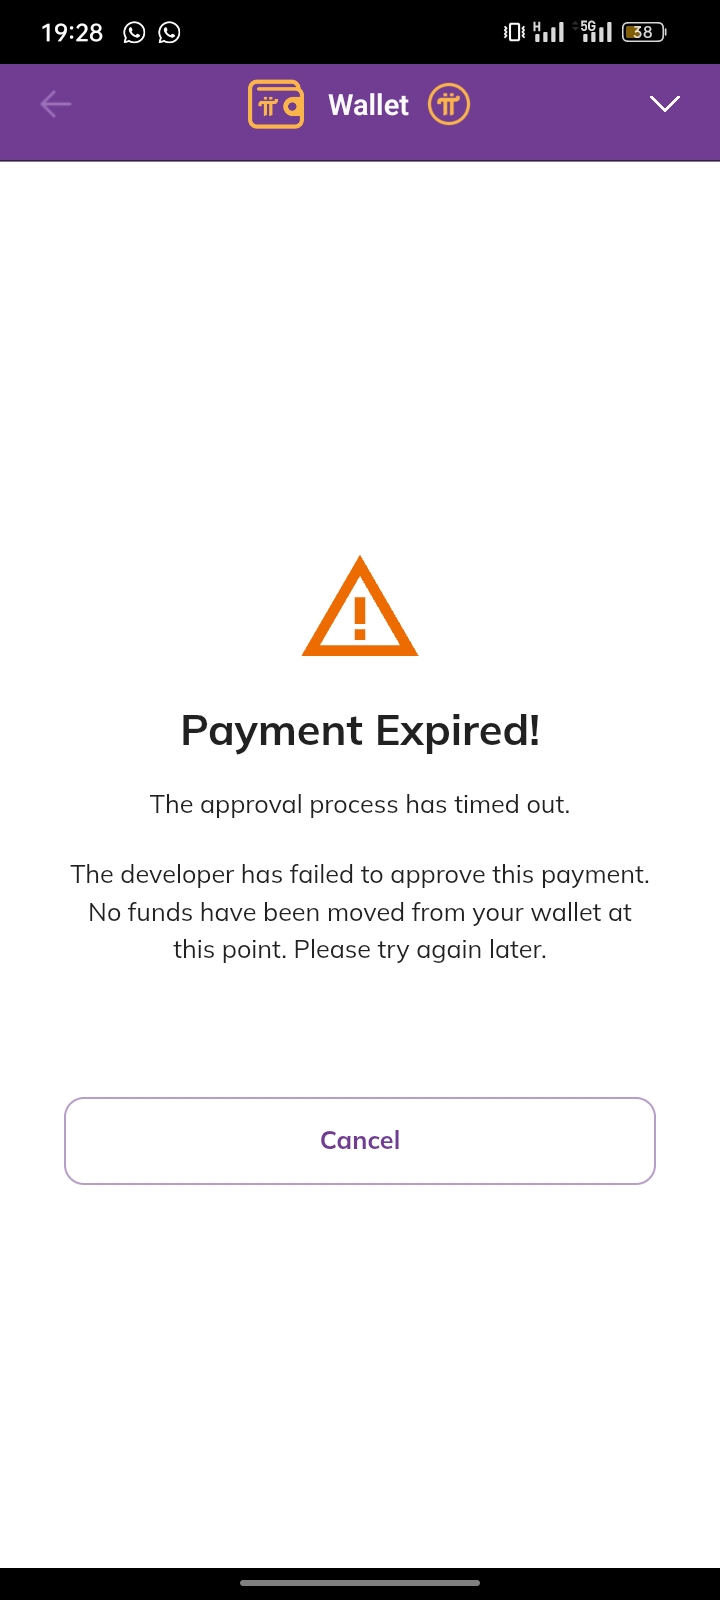 19:28 H 5G 38
Wallet
Payment Expired!
The approval process has timed out.
The developer has failed to approve this payment.
No funds have been moved from your wallet at
this point. Please try again later.
Cancel